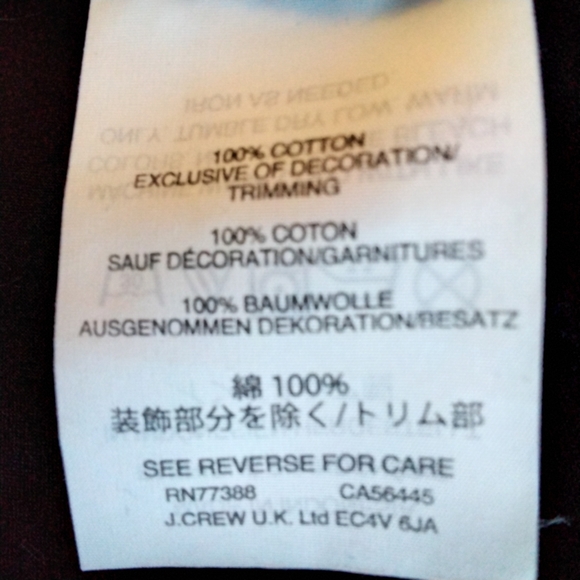 100% COTTON
EXCLUSIVE OF DECORATION/
TRIMMING
100% COTON
SAUF DÉCORATION/GARNITURES
100% BAUMWOLLE
AUSGENOMMEN DEKORATION/BESATZ
綿 100%
装飾部分を除く/トリム部
SEE REVERSE FOR CARE
RN77388 CA56445
J.CREW U.K. Ltd EC4V 6JA